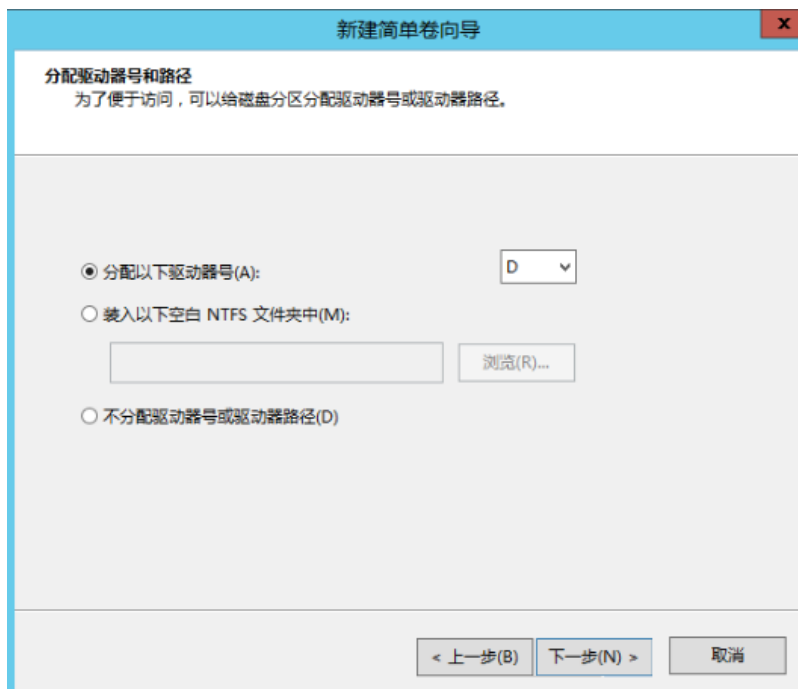 新建简单卷向导
x
分配驱动器号和路径
为了便于访问，可以给磁盘分区分配驱动器号或驱动器路径。
分配以下驱动器号(A):
D
装入以下空白 NTFS 文件夹中(M):
浏览(R)...
不分配驱动器号或驱动器路径(D)
< 上一步(B) 下一步(N) > 取消